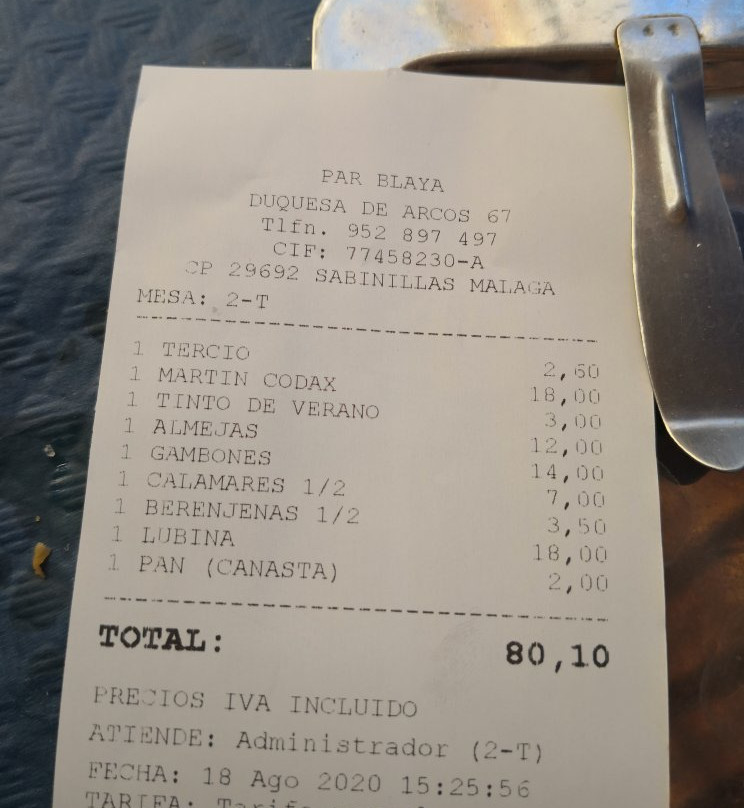 PAR BLAYA
DUQUESA DE ARCOS 67
Tlfn. 952 897 497
CIF: 77458230-A
CP 29692 SABINILLAS MALAGA
MESA: 2-T
1 TERCIO 2,60
1 MARTIN CODAX 18,00
1 TINTO DE VERANO 3,00
1 ALMEJAS 12,00
1 GAMBONES 14,00
1 CALAMARES 1/2 7,00
1 BERENJENAS 1/2 3,50
1 LUBINA 18,00
1 PAN (CANASTA) 2,00
TOTAL: 80,10
PRECIOS IVA INCLUIDO
ATIENDE: Administrador (2-T)
FECHA: 18 Ago 2020 15:25:56
TARIFA: